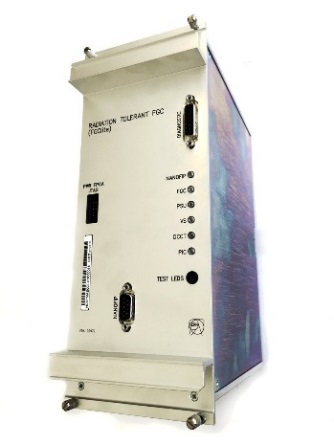 RADIATION TOLERANT FGC
(FGClite)
DIAGNOSTIC
NANOFIP
FGC
PSU
VS
DCCT
PIC
TEST LEDS
NANOFIP